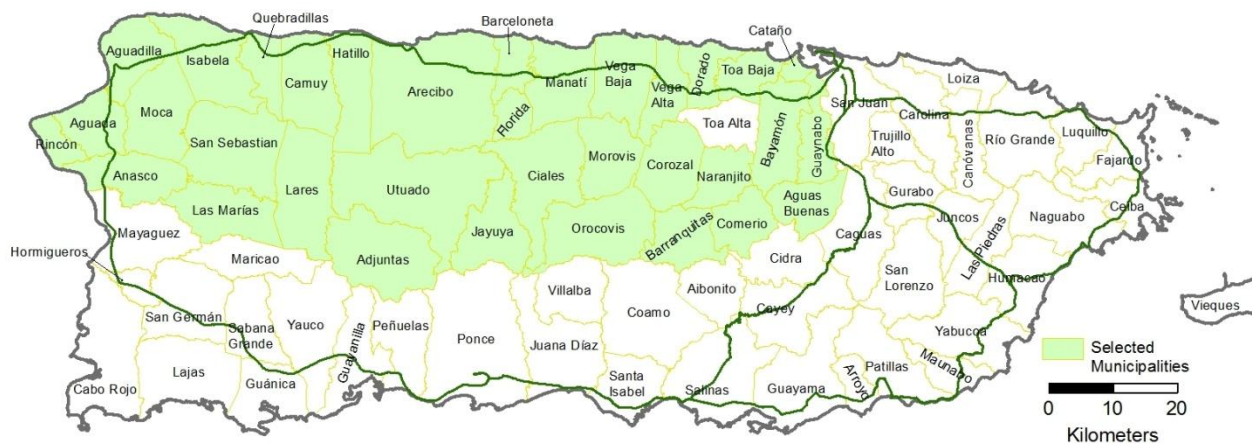 Quebradillas
Barceloneta
Cataño
Aguadilla
Isabela
Hatillo
Camuy
Arecibo
Manatí
Vega
Baja
Vega
Alta
Dorado
Toa Baja
Loiza
San Juan
Carolina
Moca
Florida
Toa Alta
Bayamón
Guaynabo
Trujillo
Alto
Canóvanas
Río Grande
Luquillo
Fajardo
Aguada
Rincón
San Sebastian
Anasco
Lares
Utuado
Ciales
Morovis
Corozal
Naranjito
Gurabo
Las Marías
Jayuya
Orocovis
Barranquitas
Comerio
Aguas
Buenas
Caguas
Juncos
Las Piedras
Naguabo
Ceiba
Mayaguez
Hormigueros
Maricao
Adjuntas
Cidra
San
Lorenzo
Humacao
Villalba
Aibonito
Coamo
Cayey
Vieques
San Germán
Sabana
Grande
Yauco
Guayanilla
Peñuelas
Ponce
Juana Díaz
Yabucoa
Maunabo
Cabo Rojo
Lajas
Guánica
Santa
Isabel
Salinas
Guayama
Arroyo
Patillas
Selected
Municipalities
0 10 20
Kilometers